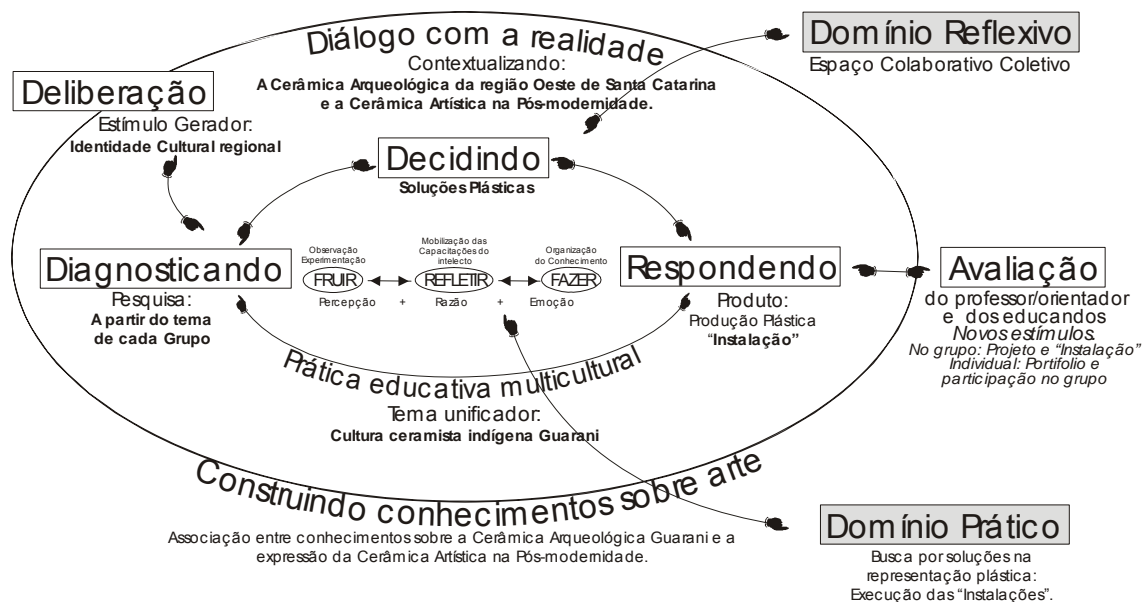 Diálogo com a realidade
Contextualizando:
A Cerâmica Arqueológica da região Oeste de Santa Catarina
e a Cerâmica Artística na Pós-modernidade.
Domínio Reflexivo
Espaço Colaborativo Coletivo
Deliberação
Estímulo Gerador:
Identidade Cultural regional
Decidindo
Soluções Plásticas
Diagnosticando
Pesquisa:
A partir do tema
de cada Grupo
Observação
Experimentação
FRUIR
Mobilização das
Capacitações do
intelecto
REFLETIR
Organização
do Conhecimento
FAZER
Percepção + Razão + Emoção
Respondendo
Produto:
Produção Plástica
“Instalação”
Avaliação
do professor/orientador
e dos educandos
Novos estímulos.
No grupo: Projeto e “Instalação”
Individual: Portifolio e
participação no grupo
Prática educativa multicultural
Tema unificador:
Cultura ceramista indígena Guarani
Construindo conhecimentos sobre arte
Associação entre conhecimentos sobre a Cerâmica Arqueológica Guarani e a
expressão da Cerâmica Artística na Pós-modernidade.
Domínio Prático
Busca por soluções na
representação plástica:
Execução das “Instalações”.